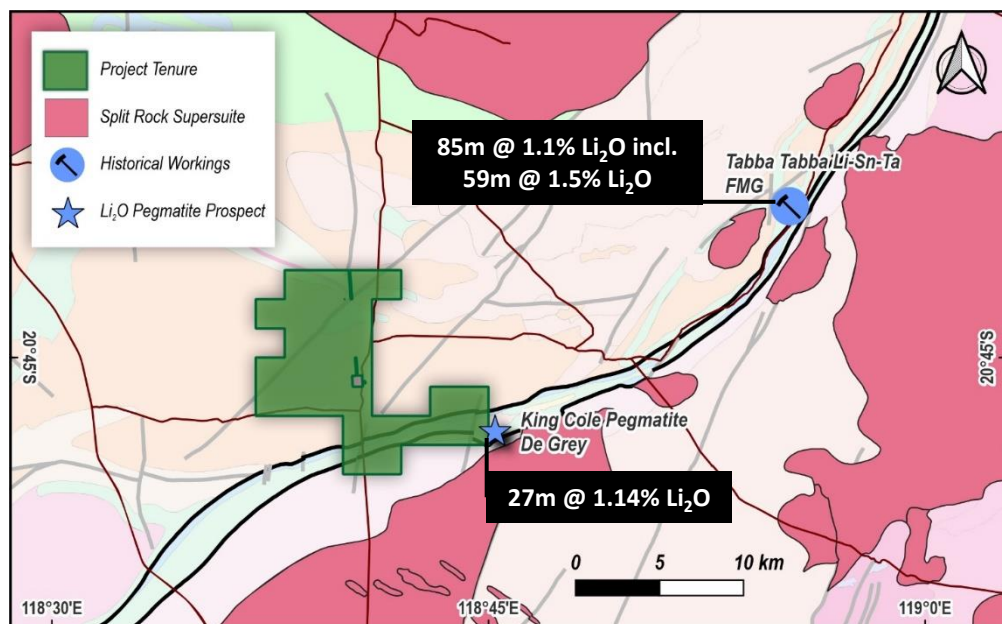 Project Tenure
Split Rock Supersuite
Historical Workings
Li₂O Pegmatite Prospect
85m @ 1.1% Li₂O incl.
59m @ 1.5% Li₂O
Tabba Tabba Li-Sn-Ta
FMG
20°45'S
20°45'S
King Cole Pegmatite
De Grey
27m @ 1.14% Li₂O
0 5 10 km
118°30'E
118°45'E
119°0'E